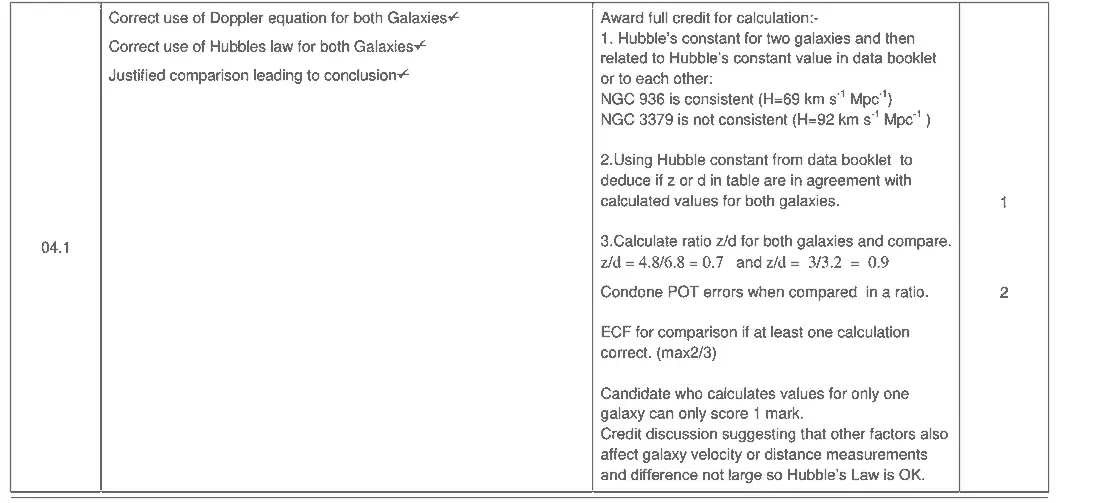 04.1
Correct use of Doppler equation for both Galaxies✓
Correct use of Hubbles law for both Galaxies✓
Justified comparison leading to conclusion✓
Award full credit for calculation:-
1. Hubble's constant for two galaxies and then
related to Hubble's constant value in data booklet
or to each other:
NGC 936 is consistent (H=69 km s⁻¹ Mpc⁻¹)
NGC 3379 is not consistent (H=92 km s⁻¹ Mpc⁻¹ )
2.Using Hubble constant from data booklet to
deduce if z or d in table are in agreement with
calculated values for both galaxies.
3.Calculate ratio z/d for both galaxies and compare.
z/d = 4.8/6.8 = 0.7 and z/d = 3/3.2 = 0.9
Condone POT errors when compared in a ratio.
ECF for comparison if at least one calculation
correct. (max2/3)
Candidate who calculates values for only one
galaxy can only score 1 mark.
Credit discussion suggesting that other factors also
affect galaxy velocity or distance measurements
and difference not large so Hubble's Law is OK.
1
2